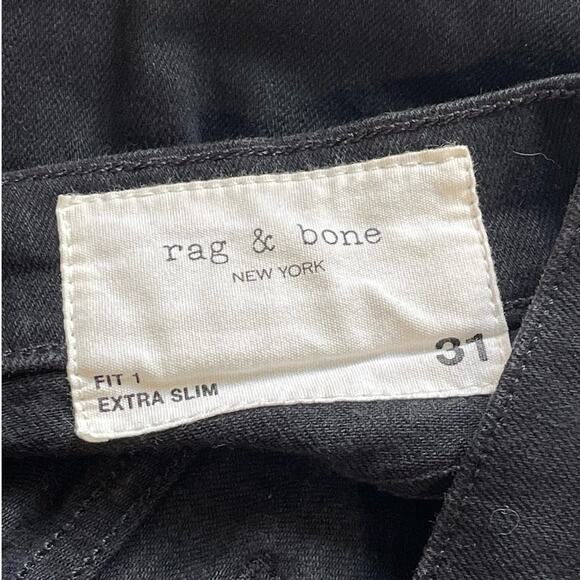 rag & bone
NEW YORK
FIT 1
EXTRA SLIM
31